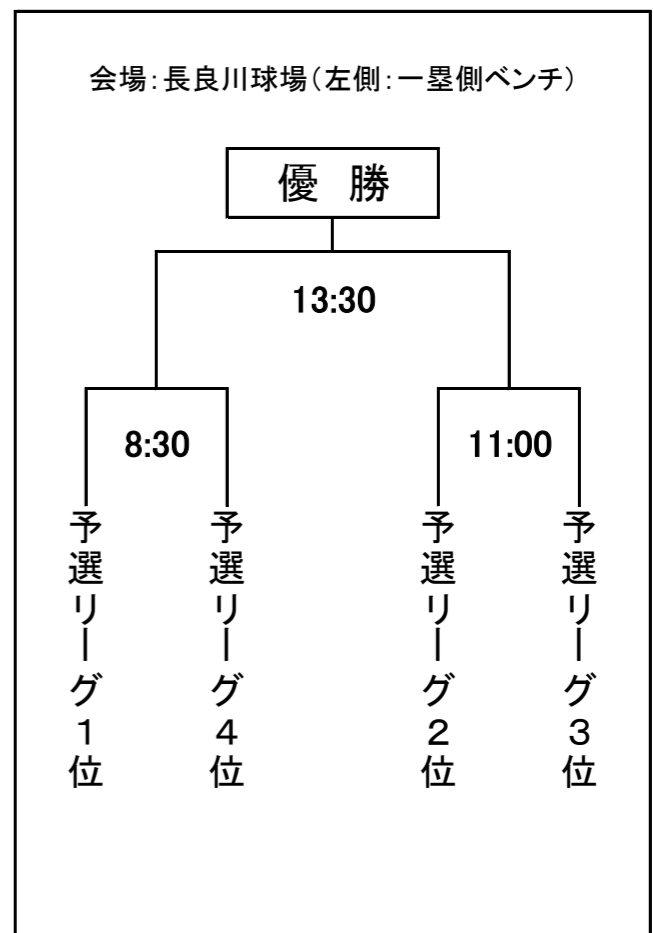 会場：長良川球場（左側：一塁側ベンチ）
優　勝
13:30
8:30
11:00
予選リーグ１位
予選リーグ４位
予選リーグ２位
予選リーグ３位